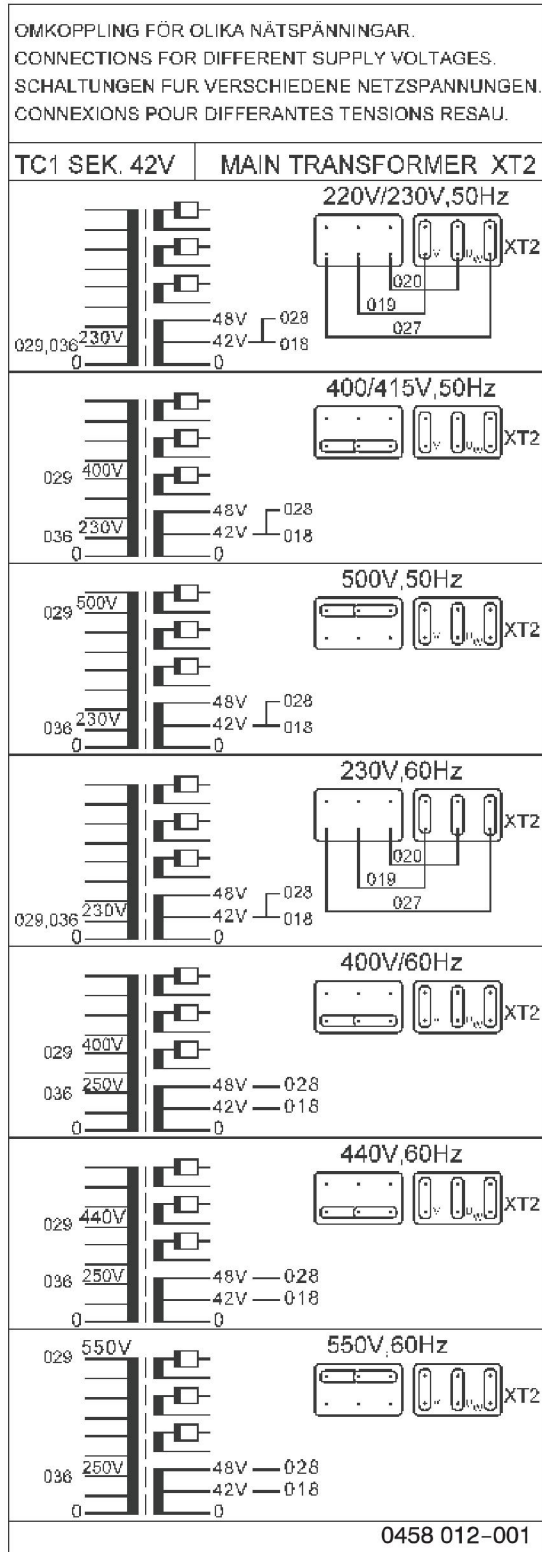 OMKOPPLING FÖR OLIKA NÄTSPÄNNINGAR.
CONNECTIONS FOR DIFFERENT SUPPLY VOLTAGES.
SCHALTUNGEN FUR VERSCHIEDENE NETZSPANNUNGEN.
CONNEXIONS POUR DIFFERANTES TENSIONS RESAU.
TC1 SEK. 42V MAIN TRANSFORMER XT2
220V/230V,50Hz
V U W XT2
020
019
027
48V 028
029,036 230V 42V 018
0 0
400/415V,50Hz
V U W XT2
029 400V
48V 028
036 230V 42V 018
0 0
500V,50Hz
029 500V
V U W XT2
48V 028
036 230V 42V 018
0 0
230V,60Hz
V U W XT2
020
019
027
48V 028
029,036 230V 42V 018
0 0
400V/60Hz
V U W XT2
029 400V
036 250V 48V 028
42V 018
0 0
440V,60Hz
V U W XT2
029 440V
036 250V 48V 028
42V 018
0 0
029 550V 550V,60Hz
V U W XT2
036 250V 48V 028
42V 018
0 0
0458 012-001